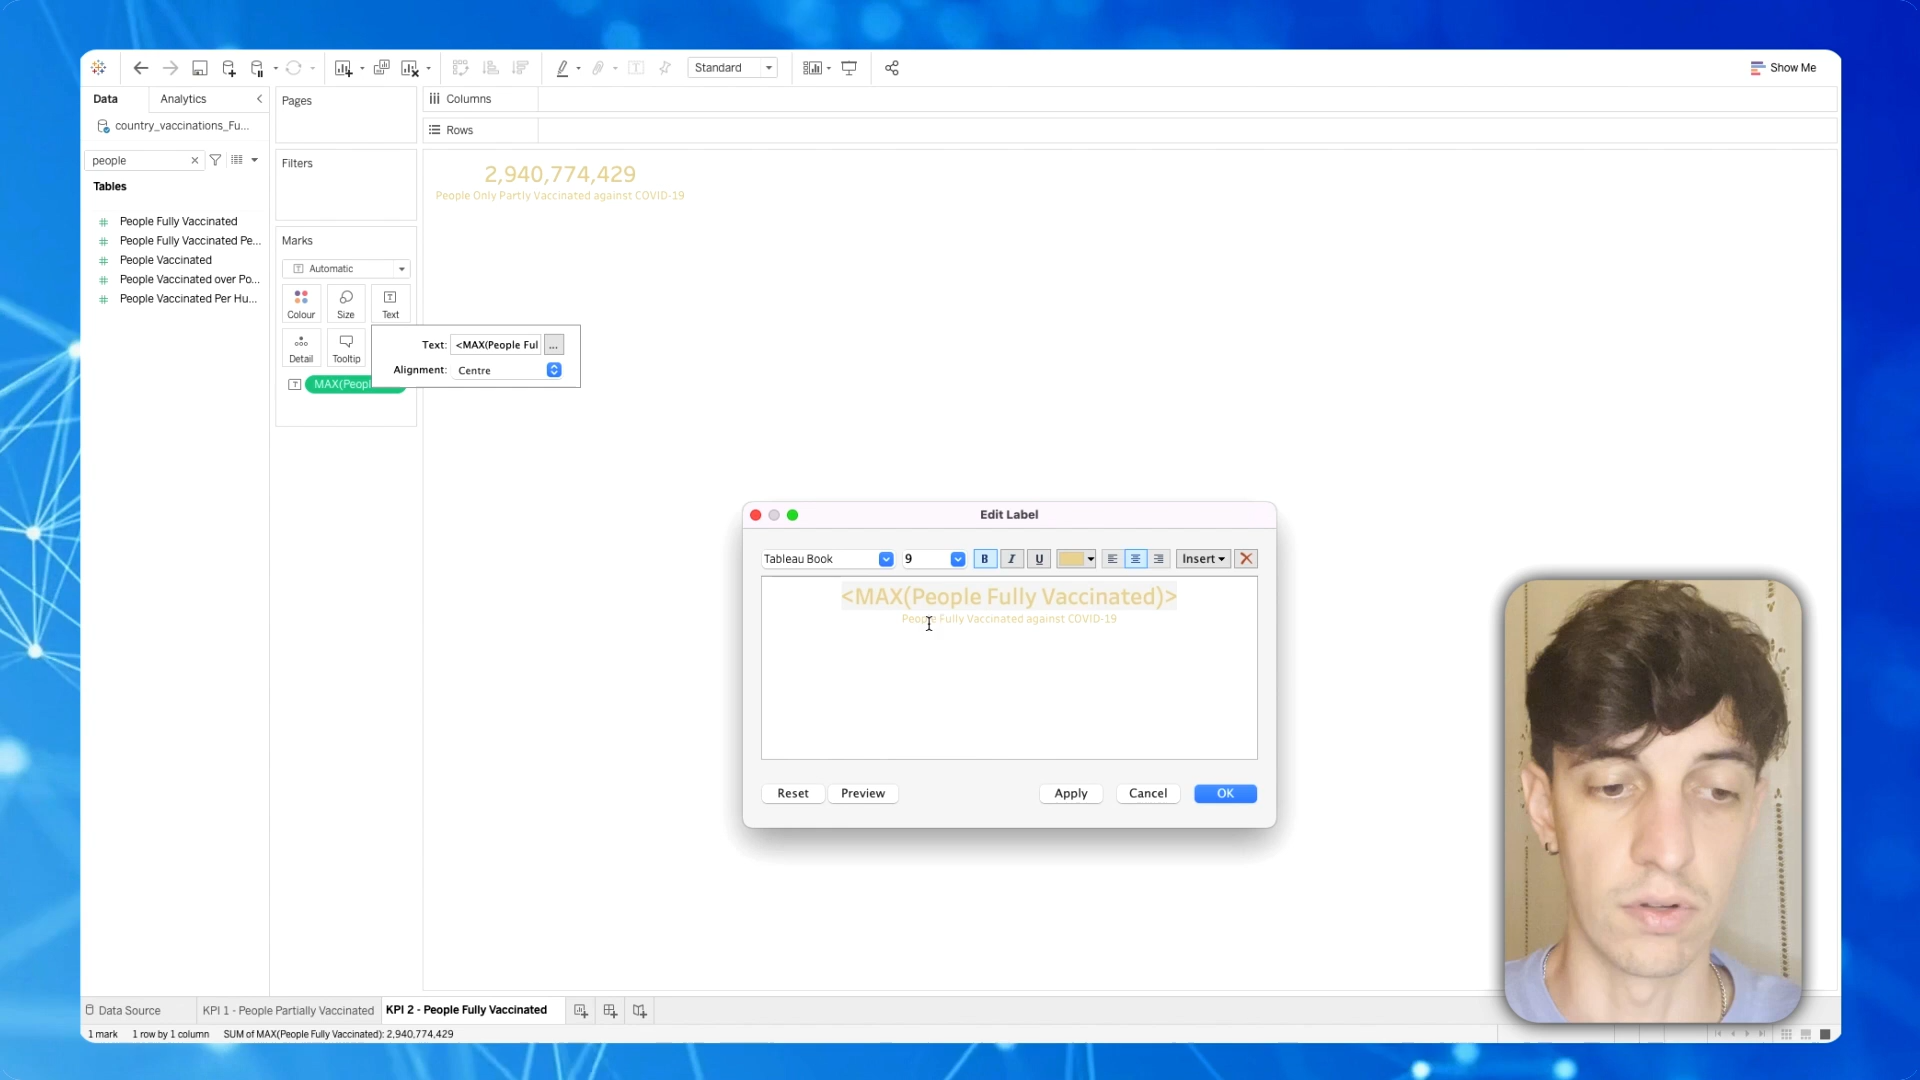 Standard
Show Me
Data
Analytics
Pages
Columns
country_vaccinations_Fu...
Rows
people
Filters
Tables
2,940,774,429
People Only Partly Vaccinated against COVID-19
People Fully Vaccinated
People Fully Vaccinated Pe...
People Vaccinated
People Vaccinated over Po...
People Vaccinated Per Hu...
Marks
Automatic
Colour
Size
Text
Detail
Tooltip
Text:
<MAX(People Ful
...
Alignment:
Centre
MAX(Peopl
Edit Label
Tableau Book
9
B
I
U
Insert
<MAX(People Fully Vaccinated)>
People Fully Vaccinated against COVID-19
Reset
Preview
Apply
Cancel
OK
Data Source
KPI 1 - People Partially Vaccinated
KPI 2 - People Fully Vaccinated
1 mark
1 row by 1 column
SUM of MAX(People Fully Vaccinated): 2,940,774,429